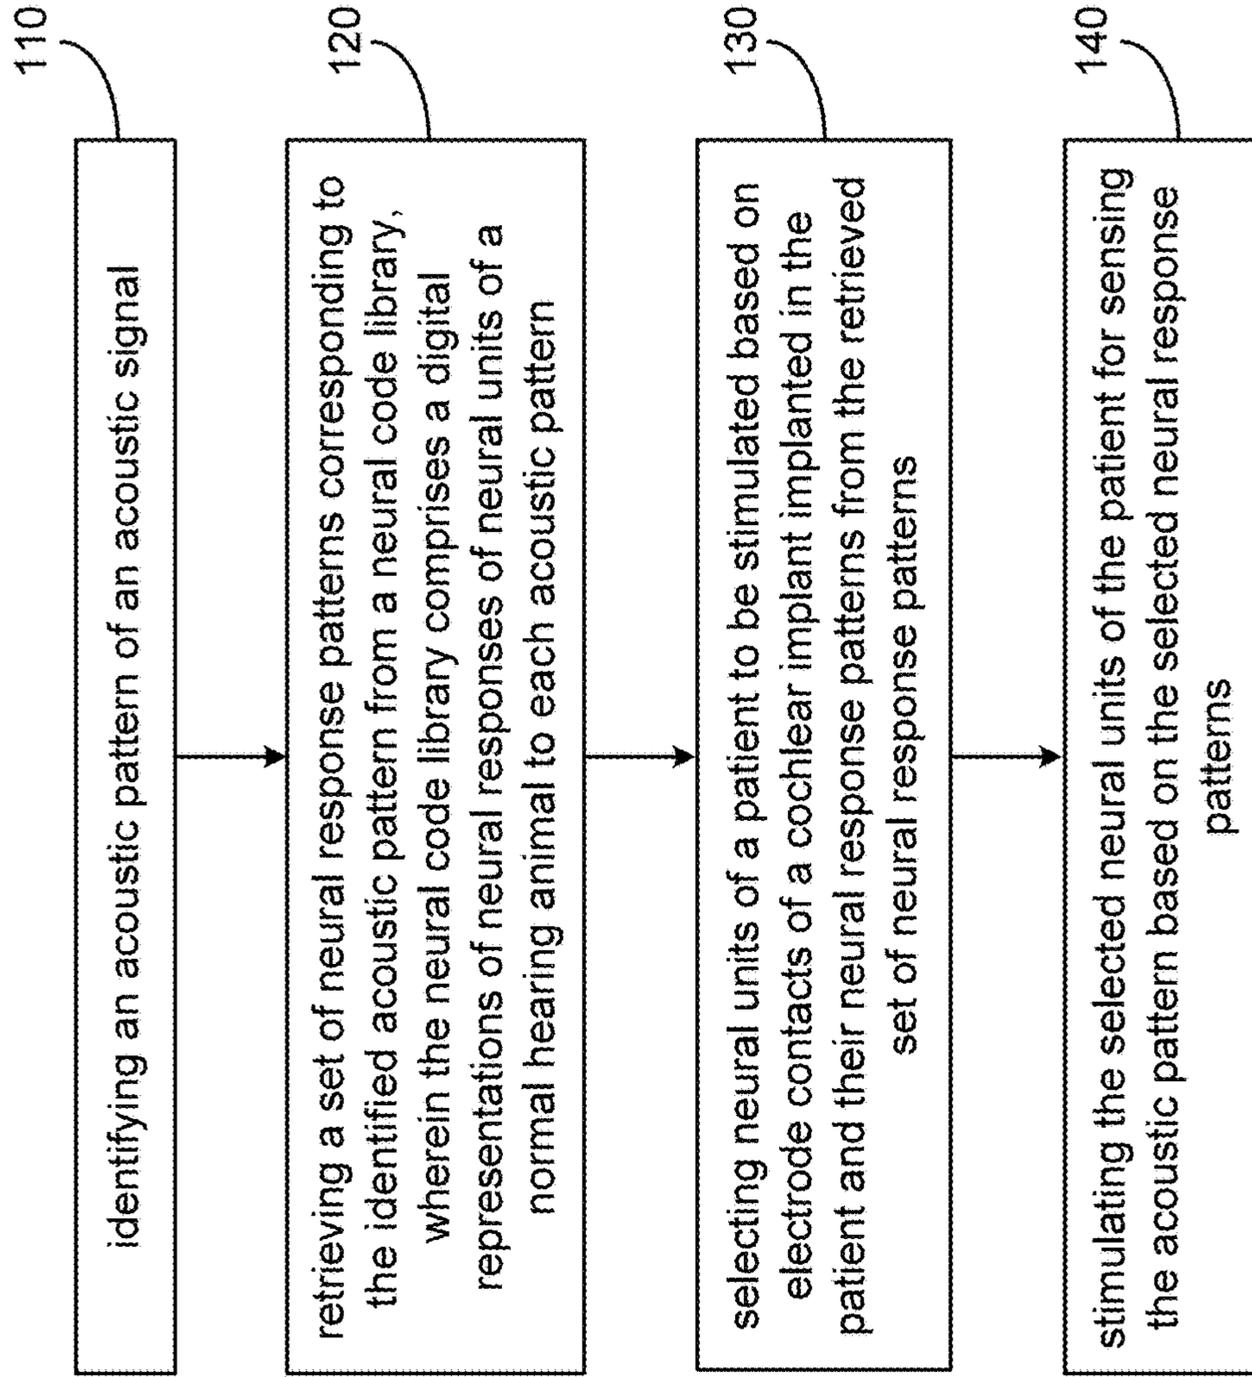 110
identifying an acoustic pattern of an acoustic signal
120
retrieving a set of neural response patterns corresponding to
the identified acoustic pattern from a neural code library,
wherein the neural code library comprises a digital
representations of neural responses of neural units of a
normal hearing animal to each acoustic pattern
130
selecting neural units of a patient to be stimulated based on
electrode contacts of a cochlear implant implanted in the
patient and their neural response patterns from the retrieved
set of neural response patterns
140
stimulating the selected neural units of the patient for sensing
the acoustic pattern based on the selected neural response
patterns